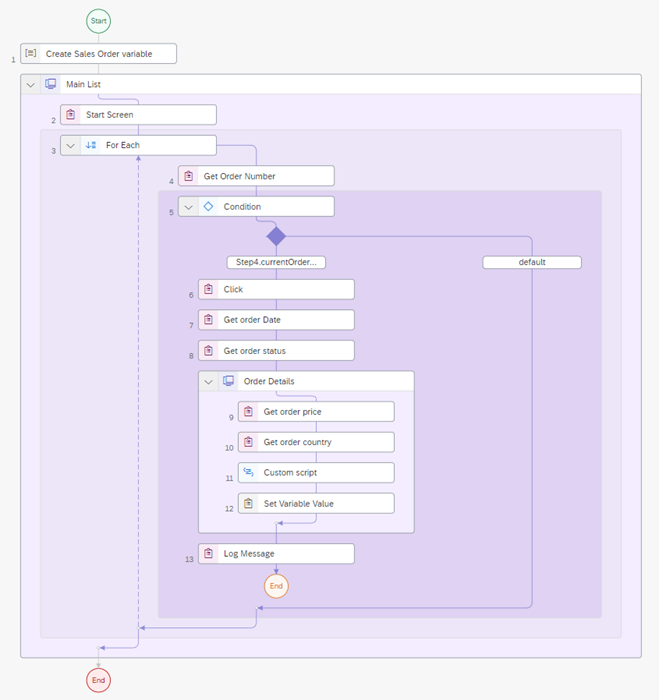 Start
1 Create Sales Order variable
Main List
2 Start Screen
3 For Each
4 Get Order Number
5 Condition
Step4.currentOrder... default
6 Click
7 Get order Date
8 Get order status
Order Details
9 Get order price
10 Get order country
11 Custom script
12 Set Variable Value
13 Log Message
End
End